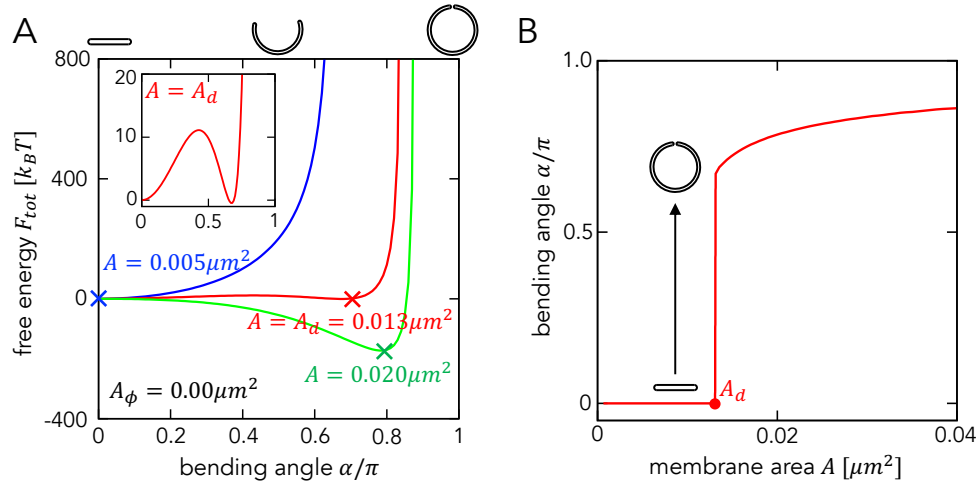 A
800
400
0
-400
free energy F_tot [k_B T]
20
10
0
0
0.5
1
A = A_d
A = 0.005μm²
A = A_d = 0.013μm²
A = 0.020μm²
A_ϕ = 0.00μm²
0
0.2
0.4
0.6
0.8
1
bending angle α/π
B
1.0
0.5
0
bending angle α/π
A_d
0
0.02
0.04
membrane area A [μm²]